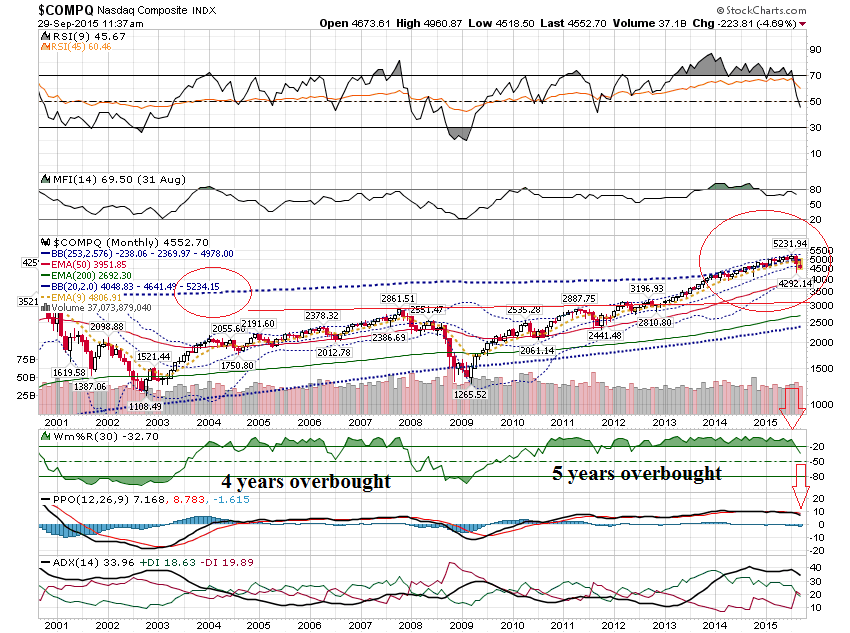 $COMPQ Nasdaq Composite INDX
© StockCharts.com
29-Sep-2015 11:37am
Open 4673.61 High 4960.87 Low 4518.50 Last 4552.70 Volume 37.1B Chg -223.81 (-4.69%)
RSI(9) 45.67
RSI(45) 60.46
90
70
50
30
10
MFI(14) 69.50 (31 Aug)
80
50
20
$COMPQ (Monthly) 4552.70
BB(253,2.576) -238.06 - 2369.97 - 4978.00
EMA(50) 3951.85
EMA(200) 2692.30
BB(20,2.0) 4048.83 - 4641.49 - 5234.15
EMA(9) 4806.91
Volume 37,073,879,040
425
3521
5231.94
4292.14
3196.93
2810.80
2887.75
2441.48
2535.28
2061.14
2861.51
2551.47
2386.69
2378.32
2012.78
2191.60
2055.60
1750.80
2098.88
1521.44
1619.58
1387.06
1108.49
1265.52
5500
5000
4500
4000
3500
3000
2500
2000
1500
1000
75B
50B
25B
2001 2002 2003 2004 2005 2006 2007 2008 2009 2010 2011 2012 2013 2014 2015
Wm%R(30) -32.70
-20
-50
-80
4 years overbought
5 years overbought
PPO(12,26,9) 7.168, 8.783, -1.615
20
10
0
-10
-20
ADX(14) 33.96 +DI 18.63 -DI 19.89
40
30
20
10
2001 2002 2003 2004 2005 2006 2007 2008 2009 2010 2011 2012 2013 2014 2015